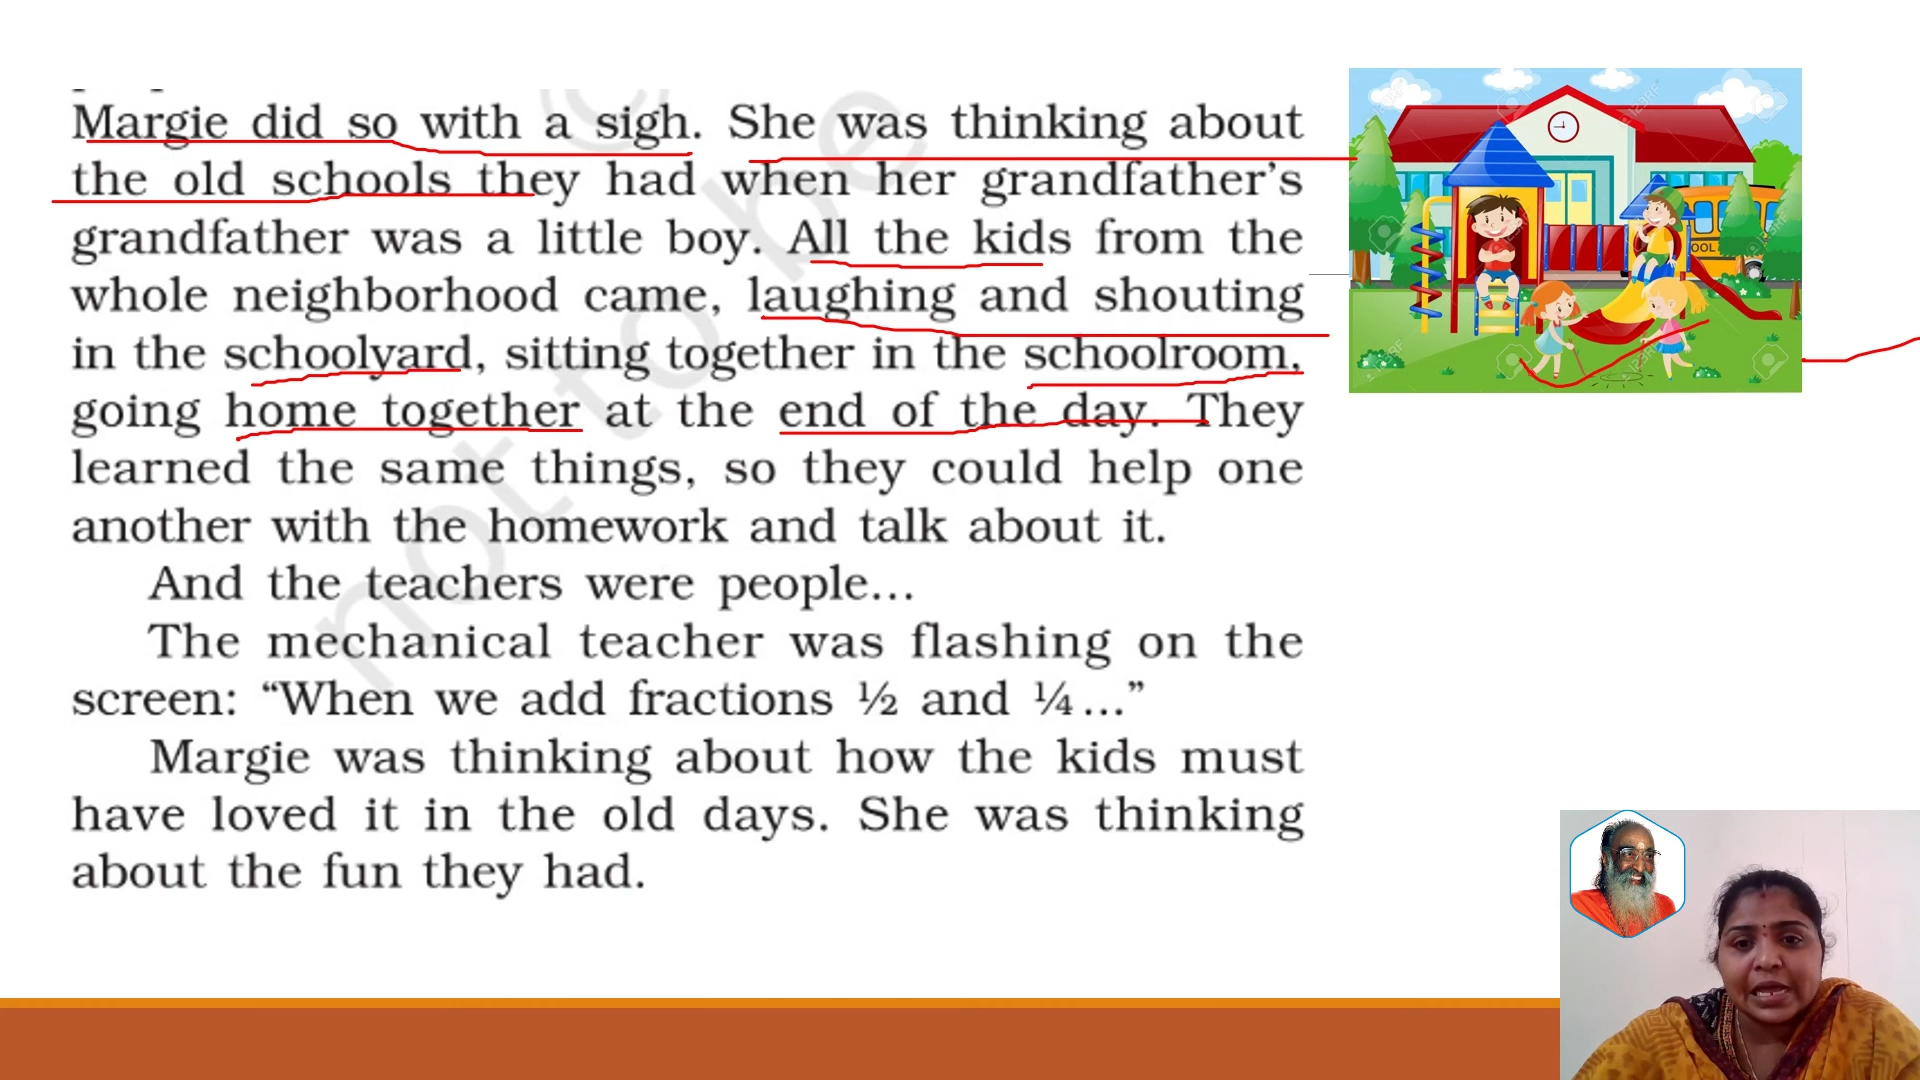 Margie did so with a sigh. She was thinking about
the old schools they had when her grandfather’s
grandfather was a little boy. All the kids from the
whole neighborhood came, laughing and shouting
in the schoolyard, sitting together in the schoolroom,
going home together at the end of the day. They
learned the same things, so they could help one
another with the homework and talk about it.
And the teachers were people...
The mechanical teacher was flashing on the
screen: “When we add fractions ½ and ¼...”
Margie was thinking about how the kids must
have loved it in the old days. She was thinking
about the fun they had.
not to be
©
OOL
123RF